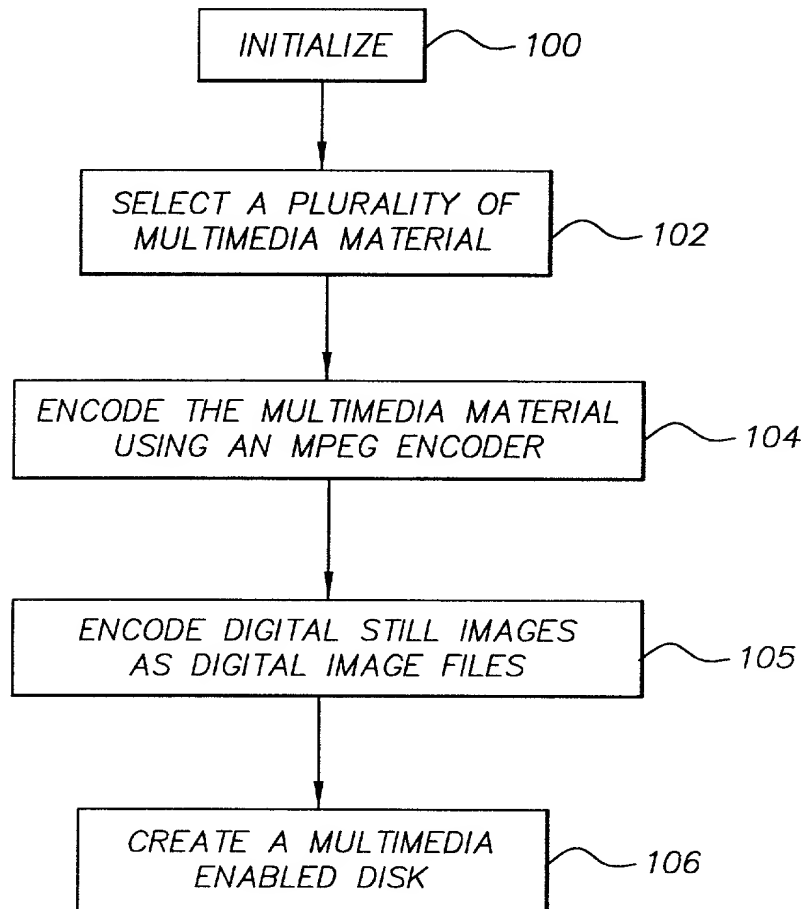 INITIALIZE
100
SELECT A PLURALITY OF
MULTIMEDIA MATERIAL
102
ENCODE THE MULTIMEDIA MATERIAL
USING AN MPEG ENCODER
104
ENCODE DIGITAL STILL IMAGES
AS DIGITAL IMAGE FILES
105
CREATE A MULTIMEDIA
ENABLED DISK
106